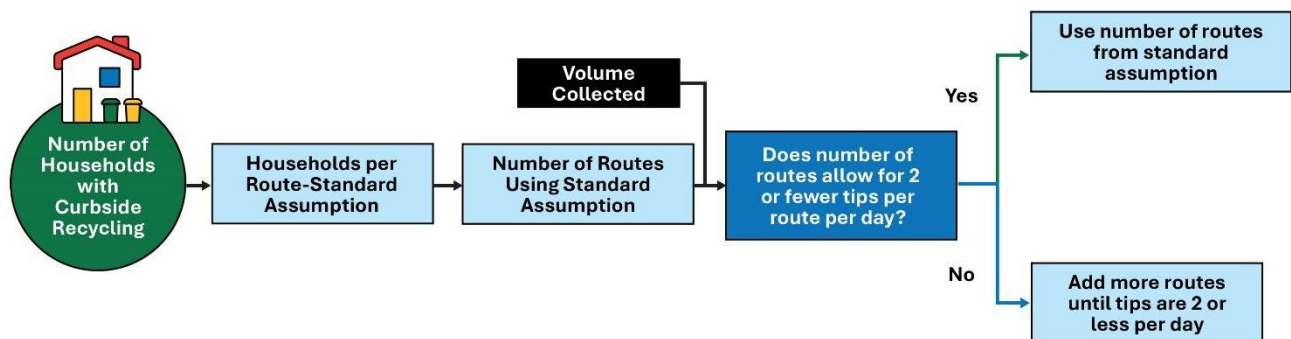 Number of
Households
with
Curbside
Recycling
Households per
Route-Standard
Assumption
Number of Routes
Using Standard
Assumption
Volume
Collected
Does number of
routes allow for 2
or fewer tips per
route per day?
Yes
Use number of routes
from standard
assumption
No
Add more routes
until tips are 2 or
less per day